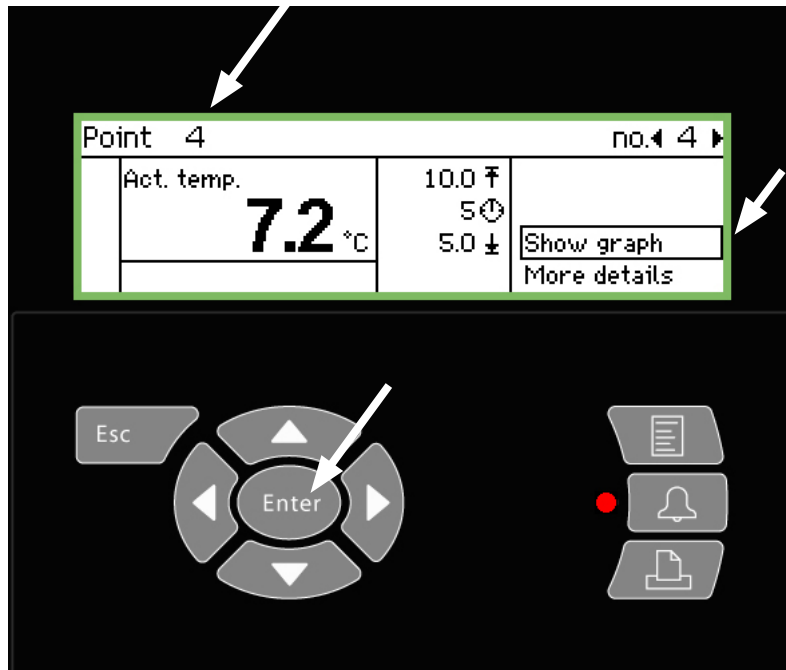 Point 4 no. 4
Act. temp.
7.2 °C
10.0
5
5.0
Show graph
More details
Esc
Enter